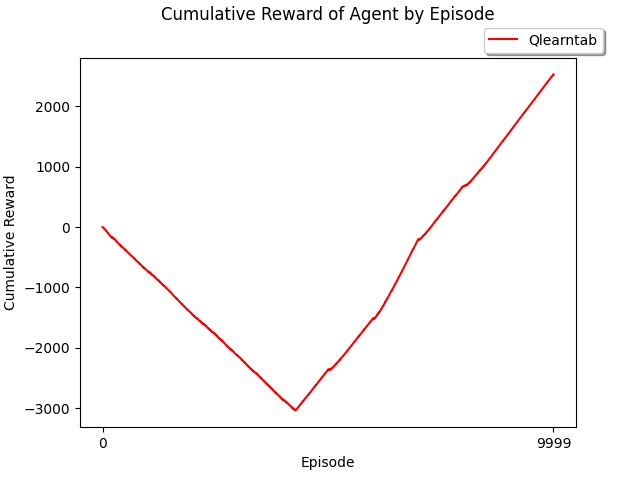 Cumulative Reward of Agent by Episode
Qlearntab
2000
1000
0
−1000
−2000
−3000
Cumulative Reward
0
9999
Episode